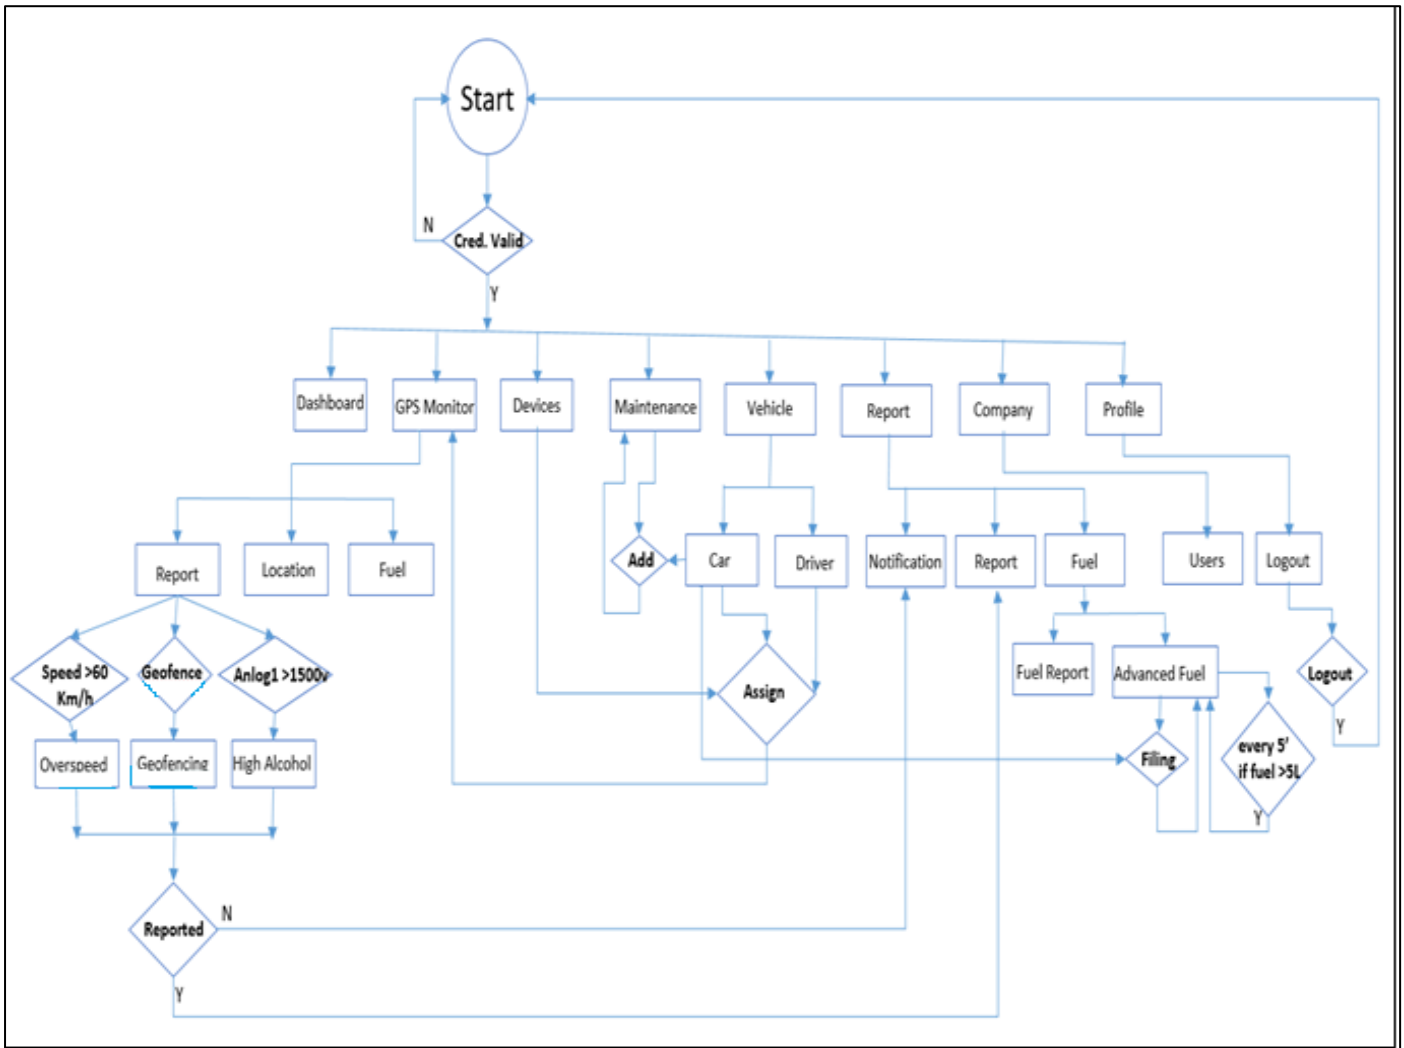 Start
N
Cred. Valid
Y
Dashboard
GPS Monitor
Devices
Maintenance
Vehicle
Report
Company
Profile
Report
Location
Fuel
Add
Car
Driver
Notification
Report
Fuel
Users
Logout
Speed >60
Km/h
Geofence
Anlog1 >1500v
Assign
Fuel Report
Advanced Fuel
Logout
Y
Overspeed
Geofencing
High Alcohol
Filing
every 5'
if fuel >5L
Y
Reported
N
Y